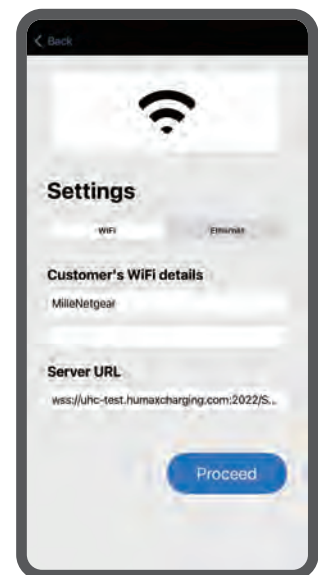 Back
Settings
WiFi Ethernet
Customer's WiFi details
MilleNetgear
Server URL
wss://uhc-test.humaxcharging.com:2022/S...
Proceed